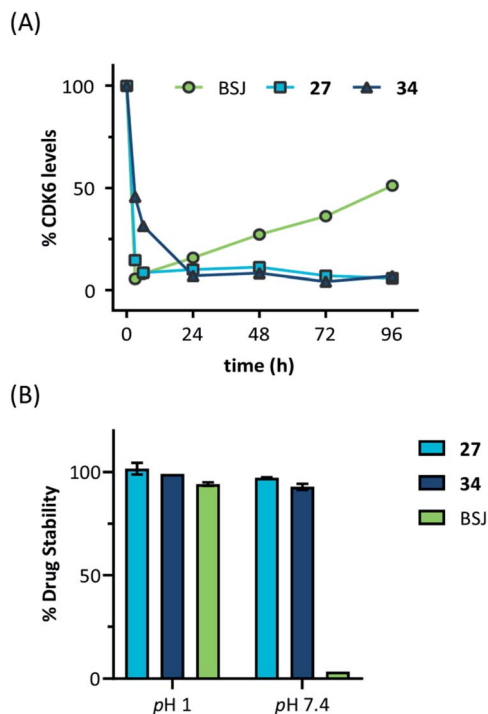 (A)
BSJ 27 34
100
50
0
% CDK6 levels
0 24 48 72 96
time (h)
(B)
100
50
0
% Drug Stability
pH 1 pH 7.4
27
34
BSJ